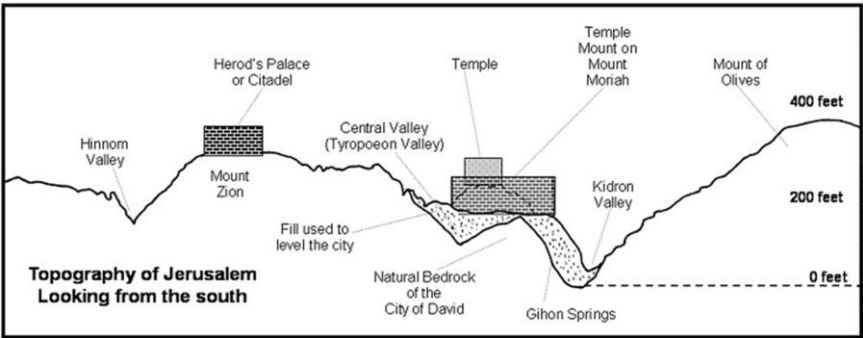 Herod's Palace
or Citadel
Temple
Temple
Mount on
Mount
Moriah
Mount of
Olives
400 feet
Hinnom
Valley
Central Valley
(Tyropoeon Valley)
Mount
Zion
Kidron
Valley
200 feet
Fill used to
level the city
Topography of Jerusalem
Looking from the south
Natural Bedrock
of the
City of David
Gihon Springs
0 feet